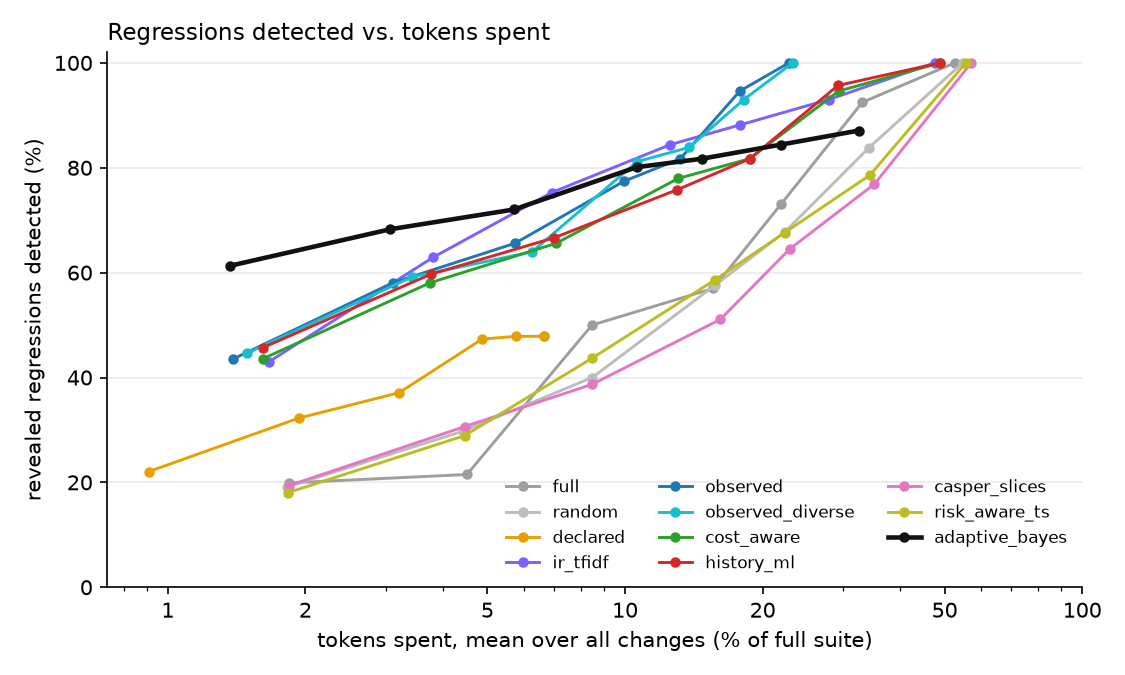 Regressions detected vs. tokens spent
revealed regressions detected (%)
100
80
60
40
20
0
1 2 5 10 20 50 100
tokens spent, mean over all changes (% of full suite)
full
random
declared
ir_tfidf
observed
observed_diverse
cost_aware
history_ml
casper_slices
risk_aware_ts
adaptive_bayes